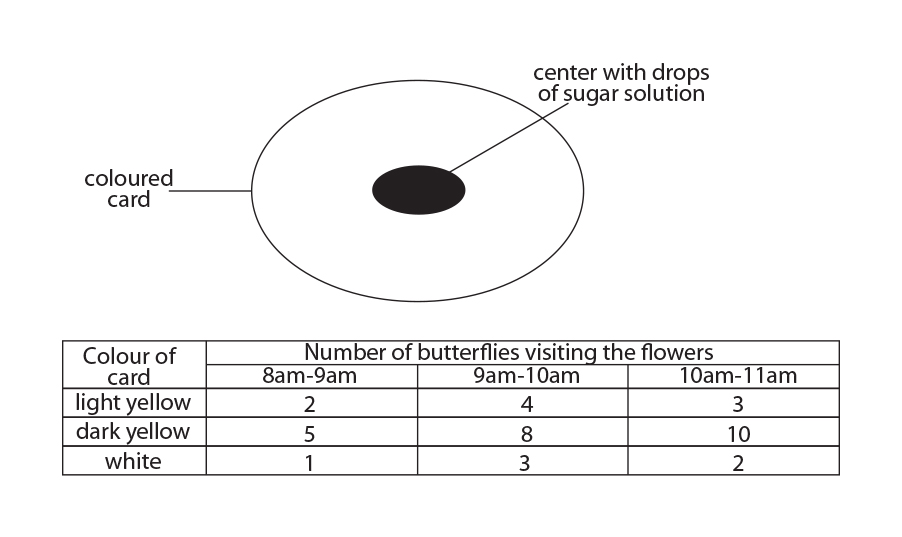 center with drops
of sugar solution
coloured
card
Colour of
card
Number of butterflies visiting the flowers
8am-9am 9am-10am 10am-11am
light yellow 2 4 3
dark yellow 5 8 10
white 1 3 2